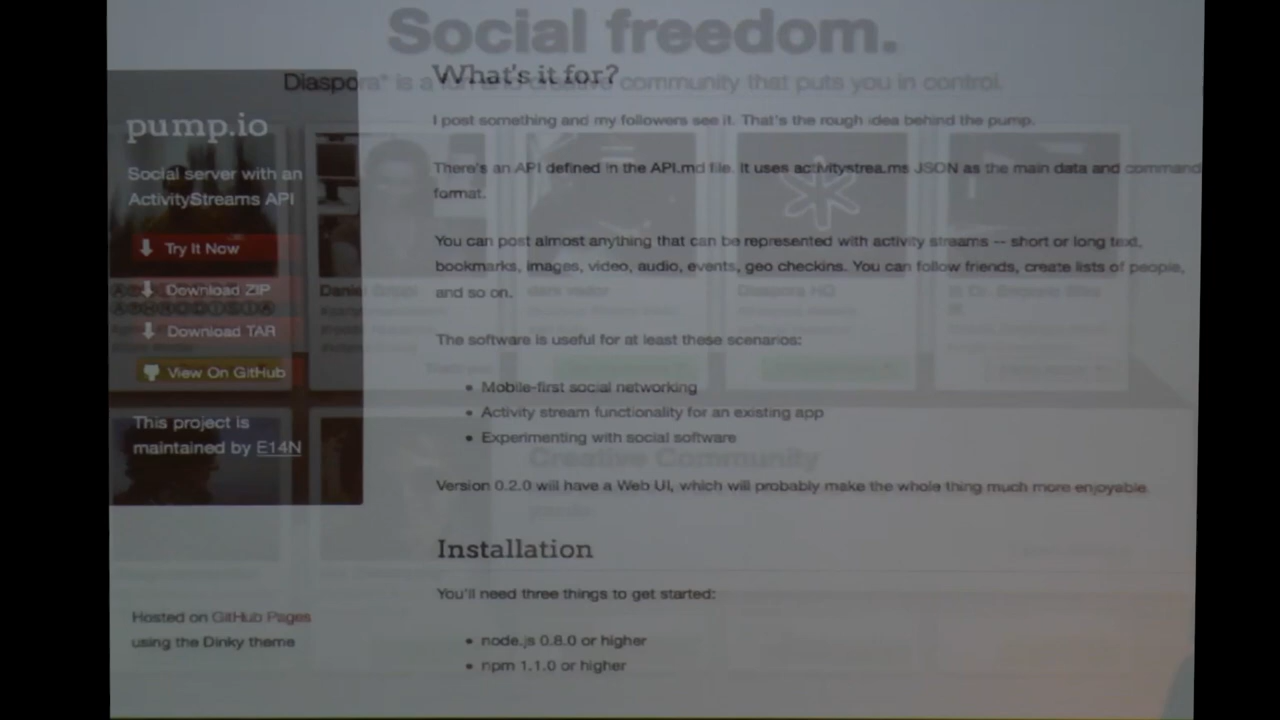 Social freedom.
What's it for?
Diaspora* is a community that puts you in control.
pump.io
Social server with an
ActivityStreams API
Try It Now
Download ZIP
Download TAR
View On GitHub
This project is
maintained by E14N
Hosted on GitHub Pages
using the Dinky theme
I post something and my followers see it. That's the rough idea behind the pump.
There's an API defined in the API.md file. It uses activitystrea.ms JSON as the main data and command
format.
You can post almost anything that can be represented with activity streams -- short or long text,
bookmarks, images, video, audio, events, geo checkins. You can follow friends, create lists of people,
and so on.
The software is useful for at least these scenarios:
• Mobile-first social networking
• Activity stream functionality for an existing app
• Experimenting with social software
Creative Community
Version 0.2.0 will have a Web UI, which will probably make the whole thing much more enjoyable.
Installation
You'll need three things to get started:
• node.js 0.8.0 or higher
• npm 1.1.0 or higher